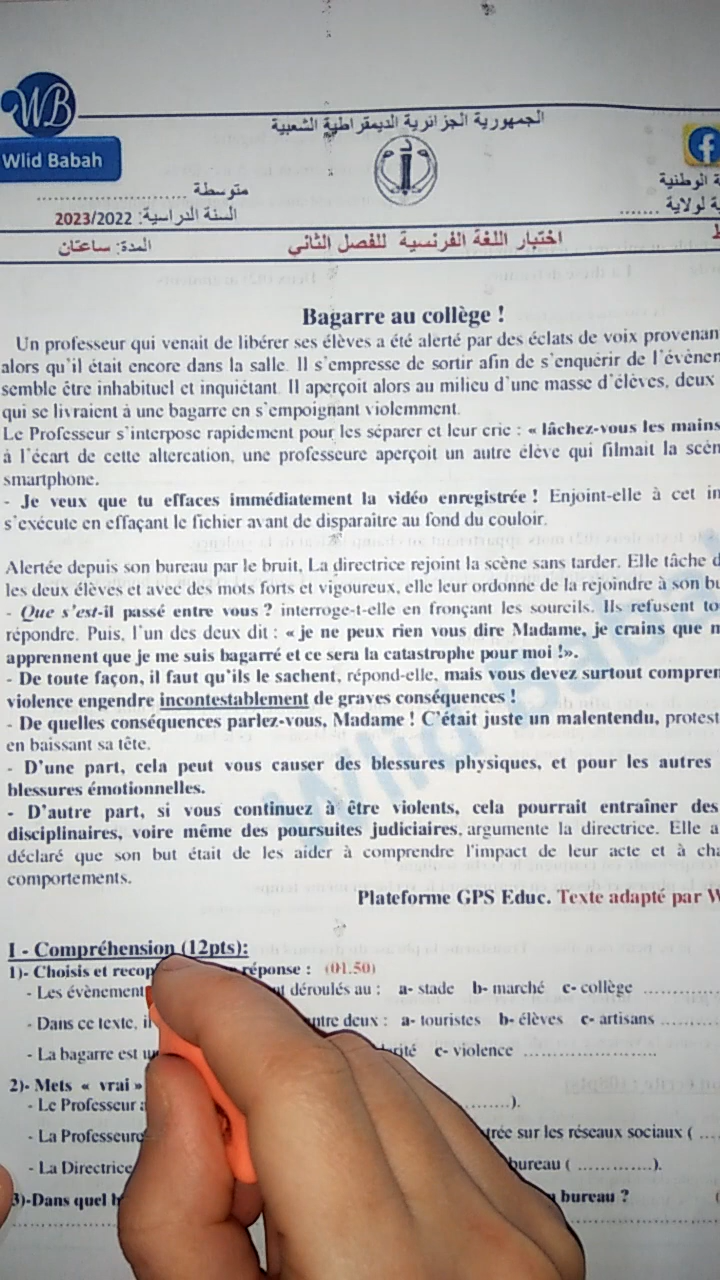 WB
الجمهورية الجزائرية الديمقراطية الشعبية
Wlid Babah
f
الوطنية
متوسطة ..............................
لولاية .......
السنة الدراسية: 2023/2022
اختبار اللغة الفرنسية للفصل الثاني
المدة: ساعتان
Bagarre au collège !
Un professeur qui venait de libérer ses élèves a été alerté par des éclats de voix
alors qu'il était encore dans la salle. Il s'empresse de sortir afin de s'enquérir de
semble être inhabituel et inquiétant. Il aperçoit alors au milieu d'une masse d'élèves, deux
qui se livraient à une bagarre en s'empoignant violemment.
Le Professeur s'interpose rapidement pour les séparer et leur crie : « lâchez-vous les mains
à l'écart de cette altercation, une professeure aperçoit un autre élève qui filmait la
smartphone.
- Je veux que tu effaces immédiatement la vidéo enregistrée ! Enjoint-elle à cet
s'exécute en effaçant le fichier avant de disparaître au fond du couloir.
Alertée depuis son bureau par le bruit, La directrice rejoint la scène sans tarder. Elle tâche
les deux élèves et avec des mots forts et vigoureux, elle leur ordonne de la rejoindre à son
- Que s'est-il passé entre vous ? interroge-t-elle en fronçant les sourcils. Ils refusent
répondre. Puis, l'un des deux dit : « je ne peux rien vous dire Madame, je crains que
apprennent que je me suis bagarré et ce sera la catastrophe pour moi !».
- De toute façon, il faut qu'ils le sachent, répond-elle, mais vous devez surtout
violence engendre incontestablement de graves conséquences !
- De quelles conséquences parlez-vous, Madame ! C'était juste un malentendu,
en baissant sa tête.
- D'une part, cela peut vous causer des blessures physiques, et pour les autres
blessures émotionnelles.
- D'autre part, si vous continuez à être violents, cela pourrait entraîner des
disciplinaires, voire même des poursuites judiciaires, argumente la directrice. Elle a
déclaré que son but était de les aider à comprendre l'impact de leur acte et à
comportements.
Plateforme GPS Educ. Texte adapté par
I - Compréhension (12pts):
1)- Choisis et réponse : (01.50)
- Les déroulés au : a- stade b- marché c- collège ..............
- Dans ce texte, deux : a- touristes b- élèves c- artisans ..........
- La bagarre est c- violence .........................
2)- Mets « vrai »
- Le Professeur ........).
- La Professeure sur les réseaux sociaux ( ....
- La Directrice bureau ( ..............).
3)-Dans quel bureau ?